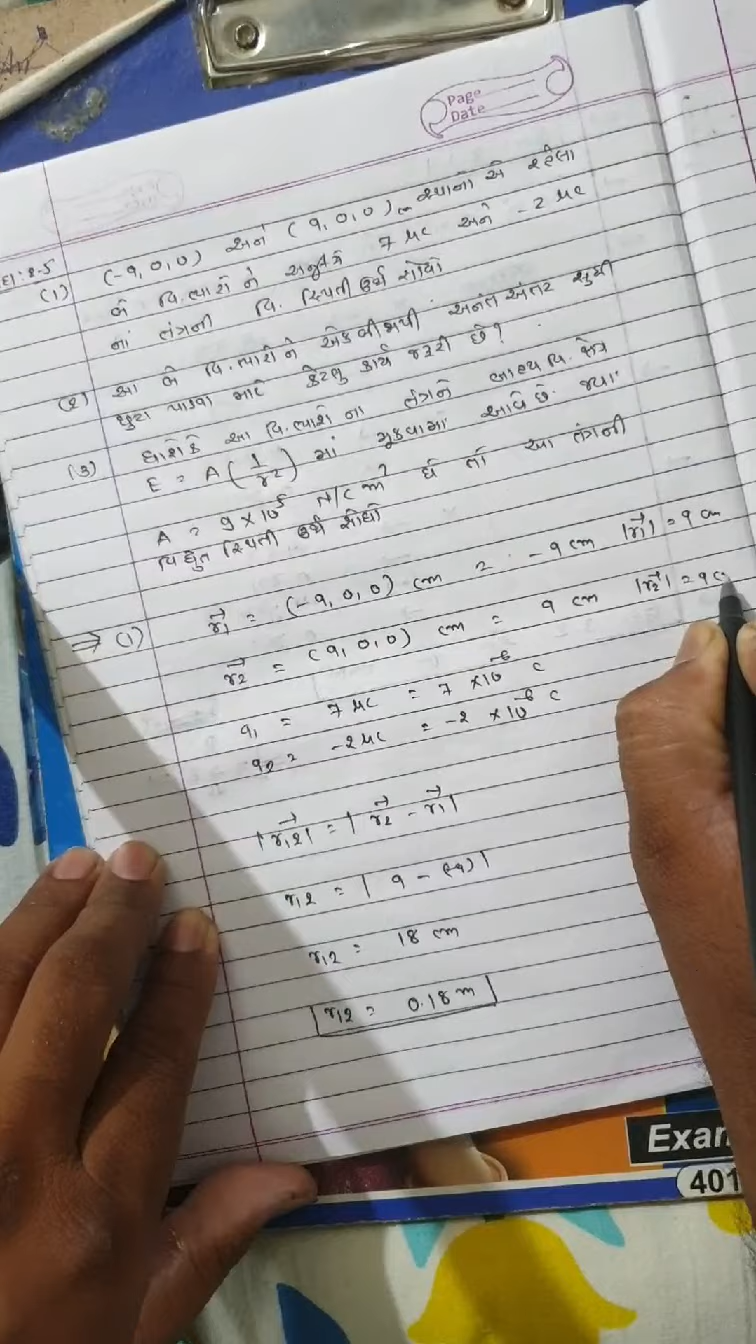 Page
Date
ઉદા: 2-5
(1) (-9,0,0) અને (9,0,0) સ્થાનો એ રહેલા
બે વિ.ભારો ને અનુક્રમે 7 μC અને -2 μC
નાં તંત્રની વિ. સ્થિતી ઉર્જા શોધો
(2) આ બે વિ.ભારોને એકબીજાથી અનંત અંતર સુધી
છુટા પાડવા માટે કેટલુ કાર્ય જરૂરી છે?
(3) ધારોકે આ વિ.ભારો ના તંત્રને બાહ્ય વિ. ક્ષેત્ર
E = A(1/r2) માં મૂકવામાં આવે છે જ્યાં
A = 9 × 10⁵ N/C m² છે તો આ તંત્રની
વિદ્યુત સ્થિતી ઉર્જા શોધો
⇒ (1) r⃗1 = (-9,0,0) cm = -9 cm |r⃗1| = 9 cm
r⃗2 = (9,0,0) cm = 9 cm |r⃗2| = 9 c
q1 = 7 μC = 7 × 10⁻⁶ C
q2 = -2 μC = -2 × 10⁻⁶ C
|r⃗12| = | r⃗2 - r⃗1|
r12 = | 9 - (-9)|
r12 = 18 cm
r12 = 0.18 m
Exa
401